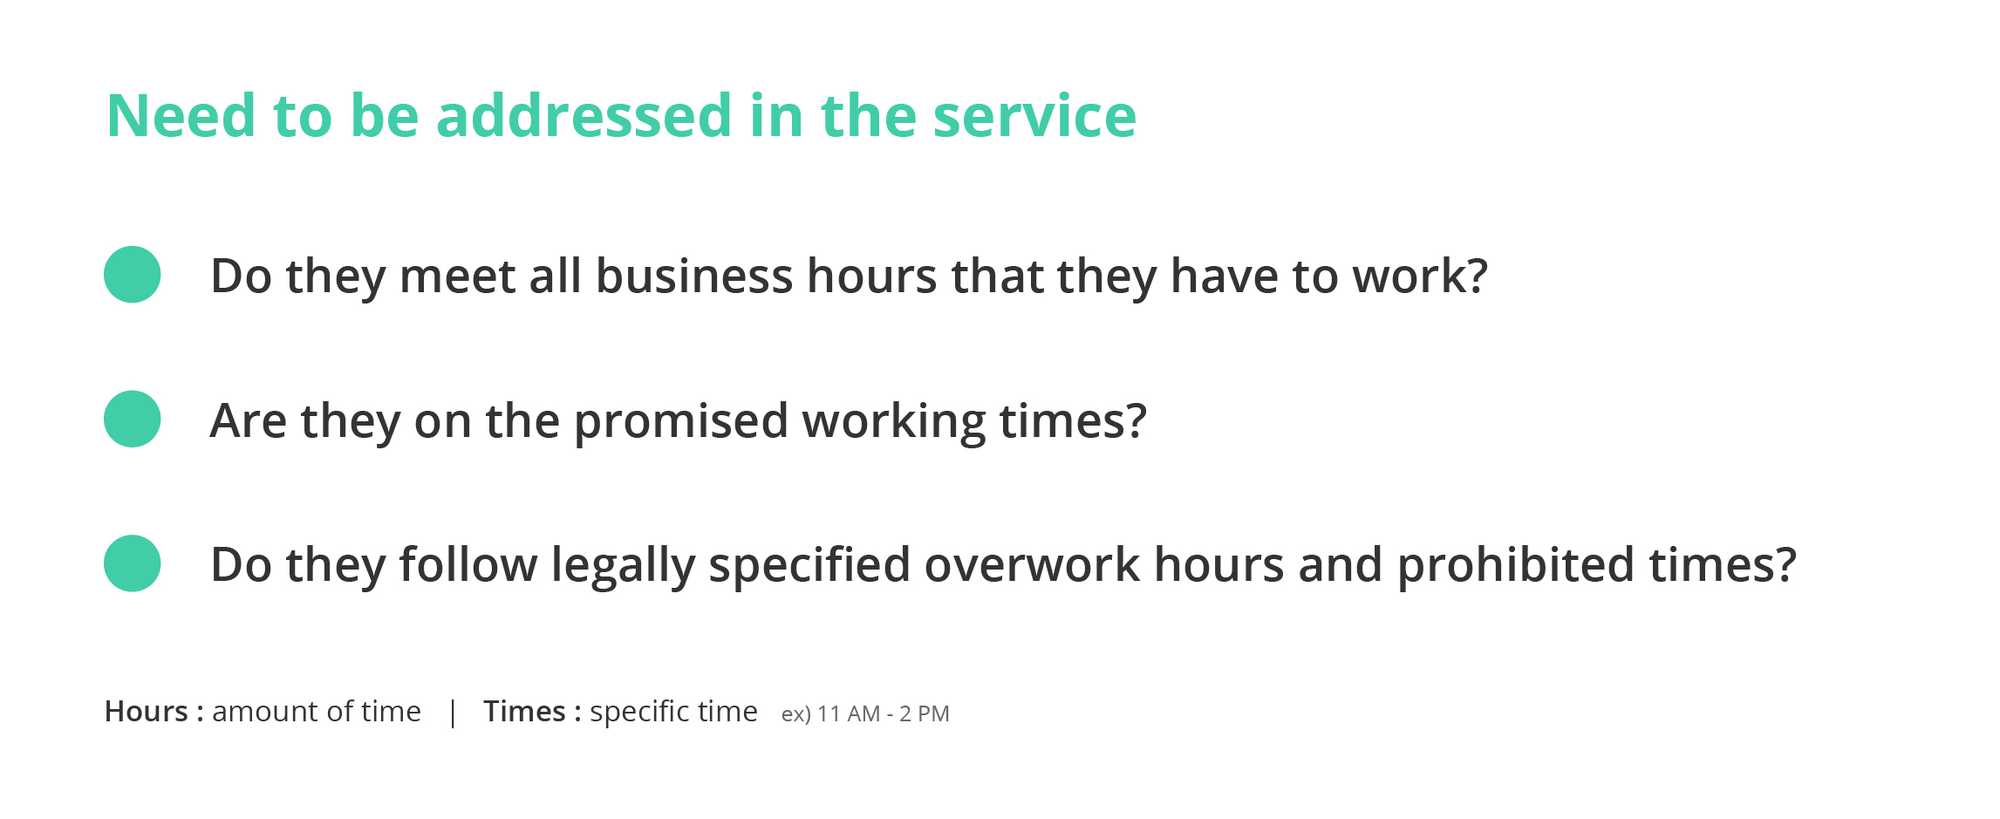 Need to be addressed in the service
Do they meet all business hours that they have to work?
Are they on the promised working times?
Do they follow legally specified overwork hours and prohibited times?
Hours : amount of time | Times : specific time ex) 11 AM - 2 PM